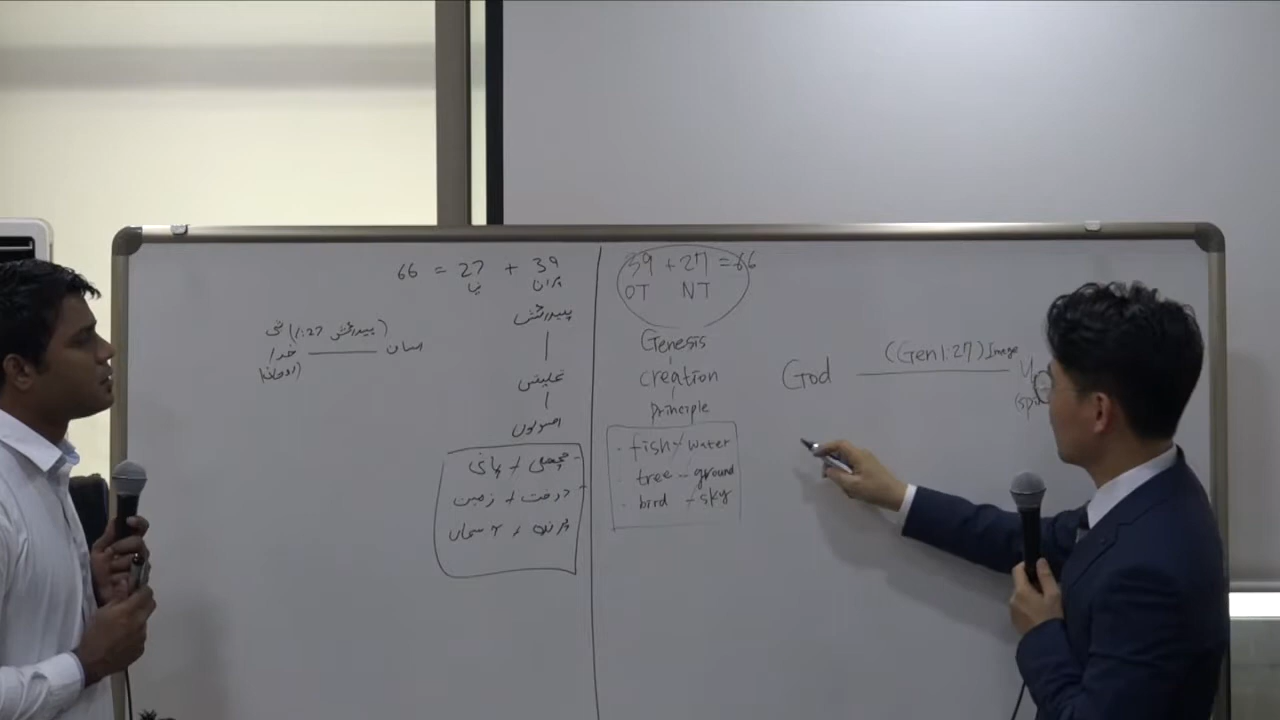 66 = 27 + 39
نیا پرانا
پیدائش
تخلیق
اصول
مچھلی / پانی
درخت / زمین
پرندہ / آسمان
(پیدائش 1:27)
خدا ——— انسان
39 + 27 = 66
OT NT
Genesis
creation
principle
· fish / water
· tree - ground
· bird - sky
God (Gen 1:27) Image